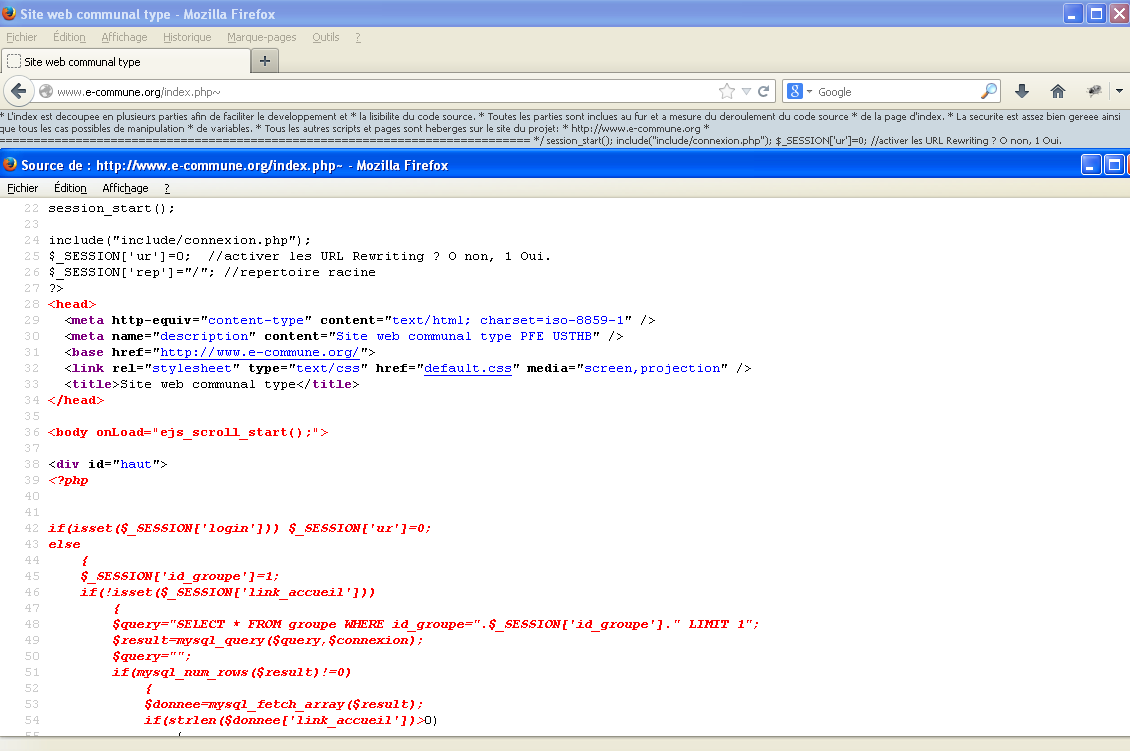 Site web communal type - Mozilla Firefox
Fichier Édition Affichage Historique Marque-pages Outils ?
Site web communal type +
www.e-commune.org/index.php~ Google
* L'index est decoupee en plusieurs parties afin de faciliter le developpement et * la lisibilite du code source. * Toutes les parties sont inclues au fur et a mesure du deroulement du code source * de la page d'index. * La securite est assez bien gereee ainsi
que tous les cas possibles de manipulation * de variables. * Tous les autres scripts et pages sont heberges sur le site du projet: * http://www.e-commune.org *
============================================================================ */ session_start(); include("include/connexion.php"); $_SESSION['ur']=0; //activer les URL Rewriting ? O non, 1 Oui.
Source de : http://www.e-commune.org/index.php~ - Mozilla Firefox
Fichier Édition Affichage ?
22 session_start();
23
24 include("include/connexion.php");
25 $_SESSION['ur']=0; //activer les URL Rewriting ? O non, 1 Oui.
26 $_SESSION['rep']="/"; //repertoire racine
27 ?>
28 <head>
29 <meta http-equiv="content-type" content="text/html; charset=iso-8859-1" />
30 <meta name="description" content="Site web communal type PFE USTHB" />
31 <base href="http://www.e-commune.org/">
32 <link rel="stylesheet" type="text/css" href="default.css" media="screen,projection" />
33 <title>Site web communal type</title>
34 </head>
35
36 <body onLoad="ejs_scroll_start();">
37
38 <div id="haut">
39 <?php
40
41
42 if(isset($_SESSION['login'])) $_SESSION['ur']=0;
43 else
44 {
45 $_SESSION['id_groupe']=1;
46 if(!isset($_SESSION['link_accueil']))
47 {
48 $query="SELECT * FROM groupe WHERE id_groupe=".$_SESSION['id_groupe']." LIMIT 1";
49 $result=mysql_query($query,$connexion);
50 $query="";
51 if(mysql_num_rows($result)!=0)
52 {
53 $donnee=mysql_fetch_array($result);
54 if(strlen($donnee['link_accueil'])>0)
55 {